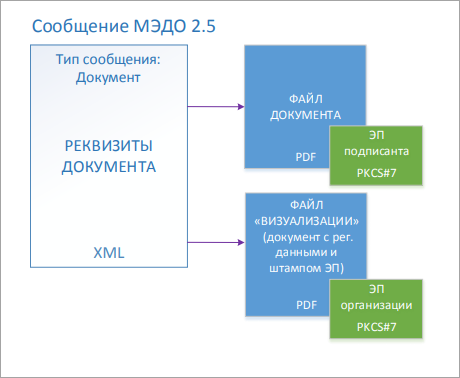 Сообщение МЭДО 2.5
Тип сообщения:
Документ
РЕКВИЗИТЫ
ДОКУМЕНТА
XML
ФАЙЛ
ДОКУМЕНТА
PDF
ЭП
подписанта
PKCS#7
ФАЙЛ
«ВИЗУАЛИЗАЦИИ»
(документ с рег.
данными и
штампом ЭП)
PDF
ЭП
организации
PKCS#7